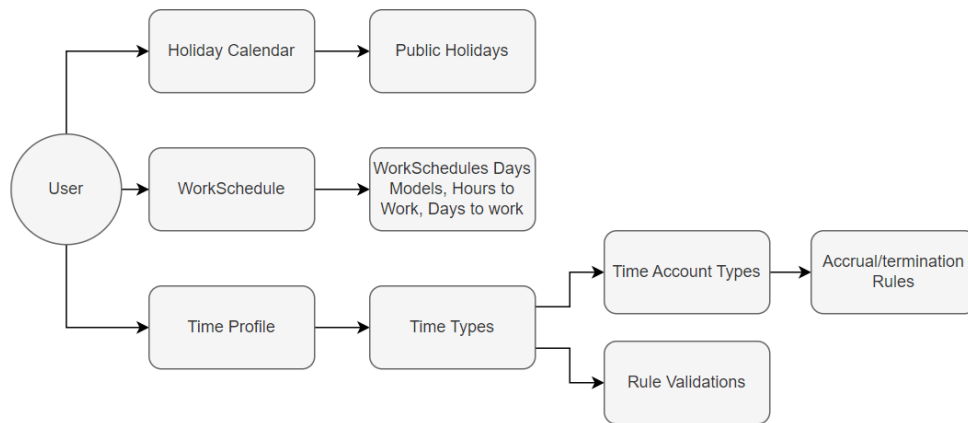 Holiday Calendar
Public Holidays
User
WorkSchedule
WorkSchedules Days
Models, Hours to
Work, Days to work
Time Profile
Time Types
Time Account Types
Accrual/termination
Rules
Rule Validations